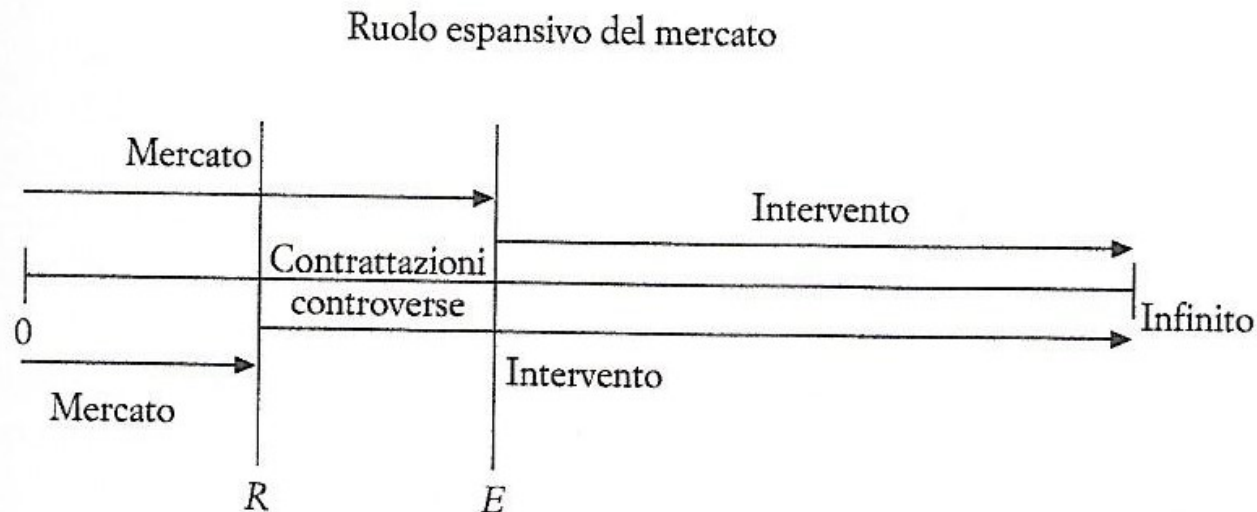 Ruolo espansivo del mercato
Mercato
Intervento
Contrattazioni
controverse
0
Infinito
Mercato
Intervento
R
E